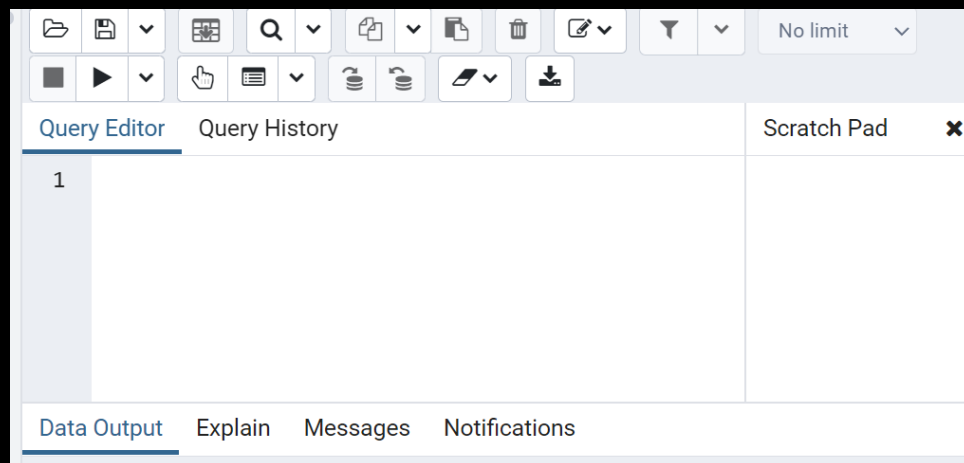 No limit
Query Editor Query History Scratch Pad
1
Data Output Explain Messages Notifications